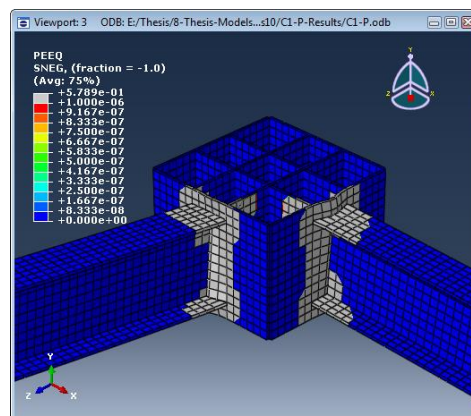 Viewport: 3 ODB: E:/Thesis/8-Thesis-Models...s10/C1-P-Results/C1-P.odb
PEEQ
SNEG, (fraction = -1.0)
(Avg: 75%)
+5.789e-01
+1.000e-06
+9.167e-07
+8.333e-07
+7.500e-07
+6.667e-07
+5.833e-07
+5.000e-07
+4.167e-07
+3.333e-07
+2.500e-07
+1.667e-07
+8.333e-08
+0.000e+00
Y
Z
X
Y
Z
X